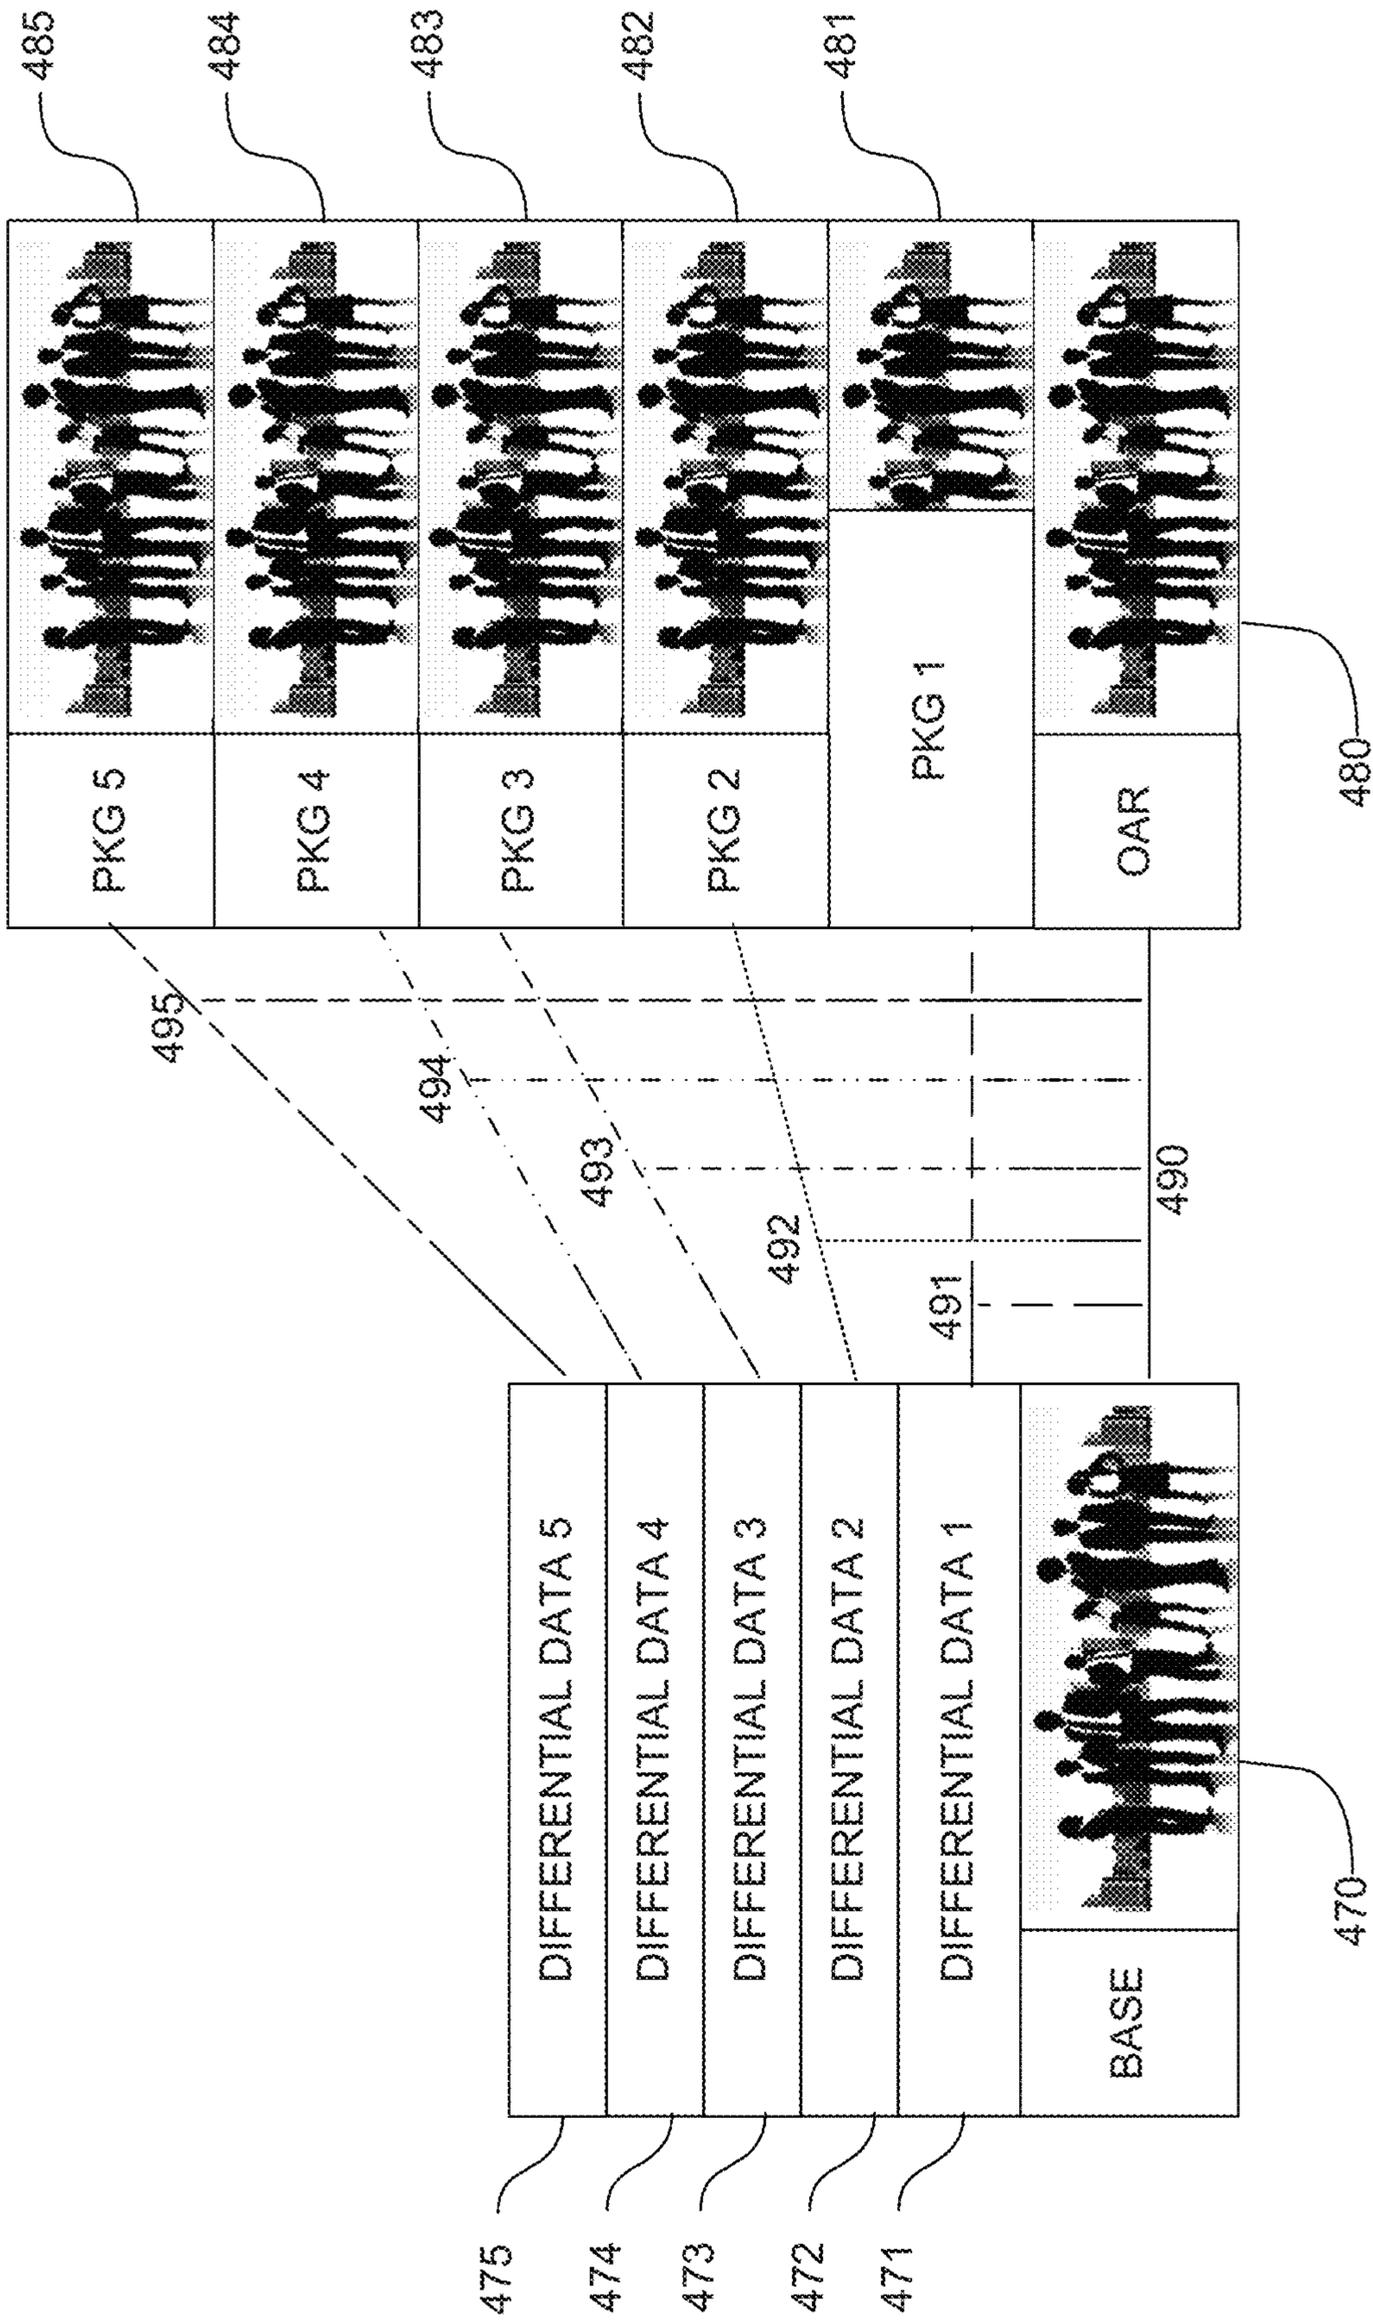 475
DIFFERENTIAL DATA 5
474
DIFFERENTIAL DATA 4
473
DIFFERENTIAL DATA 3
472
DIFFERENTIAL DATA 2
471
DIFFERENTIAL DATA 1
BASE
470
495
494
493
492
491
490
PKG 5
485
PKG 4
484
PKG 3
483
PKG 2
482
PKG 1
481
OAR
480